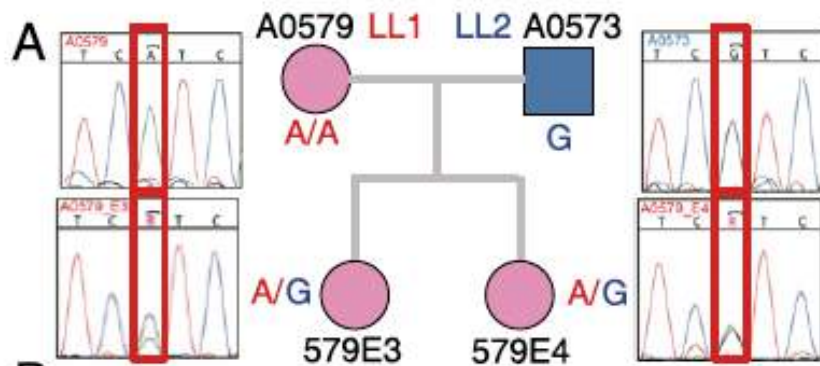 A
A0579 LL1 LL2 A0573
A0579
T C A T C
A0573
T C G T C
A/A
G
A0579_E3
T C R T C
A0579_E4
T C R T C
A/G
A/G
579E3
579E4